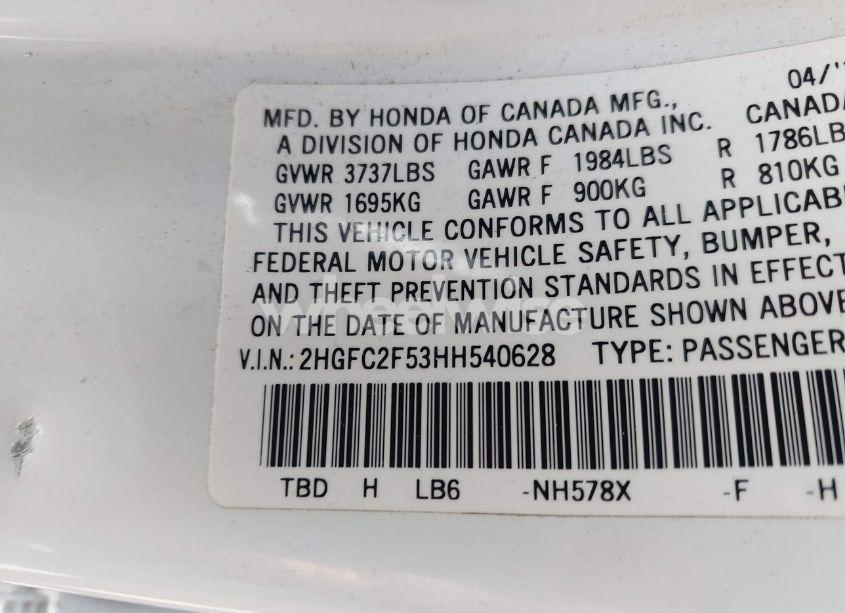 04/'
MFD. BY HONDA OF CANADA MFG.,
CANADA
A DIVISION OF HONDA CANADA INC.
GVWR 3737LBS GAWR F 1984LBS R 1786LB
GVWR 1695KG GAWR F 900KG R 810KG
THIS VEHICLE CONFORMS TO ALL APPLICAB
FEDERAL MOTOR VEHICLE SAFETY, BUMPER,
AND THEFT PREVENTION STANDARDS IN EFFECT
ON THE DATE OF MANUFACTURE SHOWN ABOVE
V.I.N.: 2HGFC2F53HH540628 TYPE: PASSENGER
TBD H LB6 -NH578X -F -H